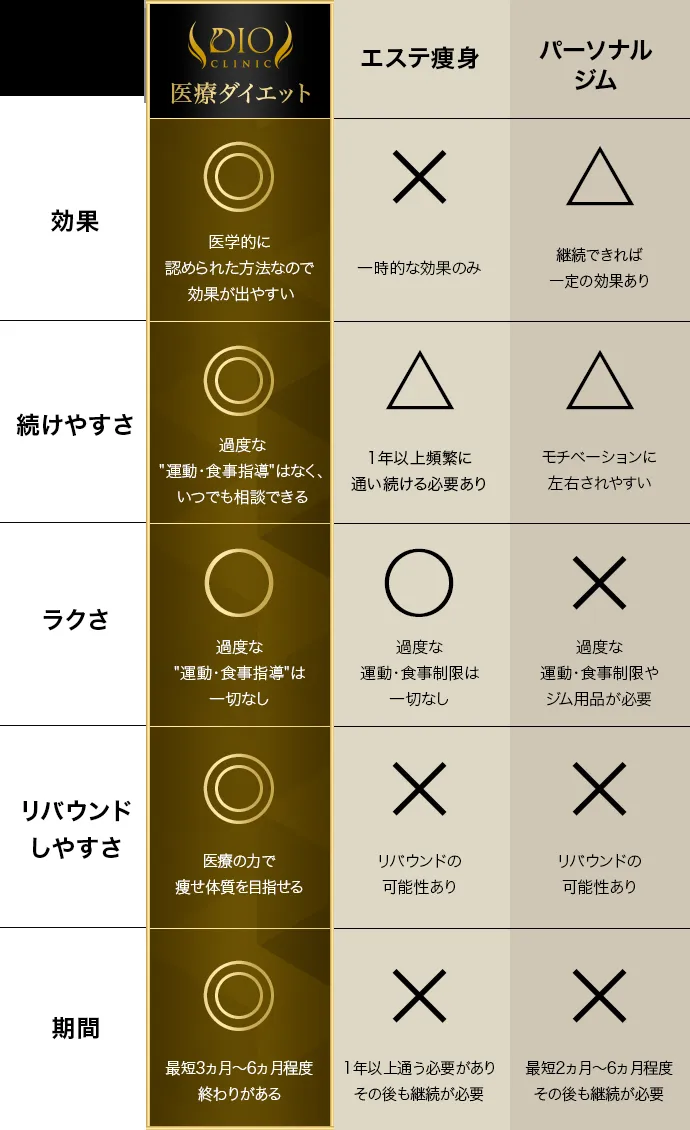 DIO
CLINIC
医療ダイエット
エステ痩身
パーソナル
ジム
効果
医学的に
認められた方法なので
効果が出やすい
一時的な効果のみ
継続できれば
一定の効果あり
続けやすさ
過度な
"運動・食事指導"はなく、
いつでも相談できる
1年以上頻繁に
通い続ける必要あり
モチベーションに
左右されやすい
ラクさ
過度な
"運動・食事指導"は
一切なし
過度な
運動・食事制限は
一切なし
過度な
運動・食事制限や
ジム用品が必要
リバウンド
しやすさ
医療の力で
痩せ体質を目指せる
リバウンドの
可能性あり
リバウンドの
可能性あり
期間
最短3ヵ月〜6ヵ月程度
終わりがある
1年以上通う必要があり
その後も継続が必要
最短2ヵ月〜6ヵ月程度
その後も継続が必要